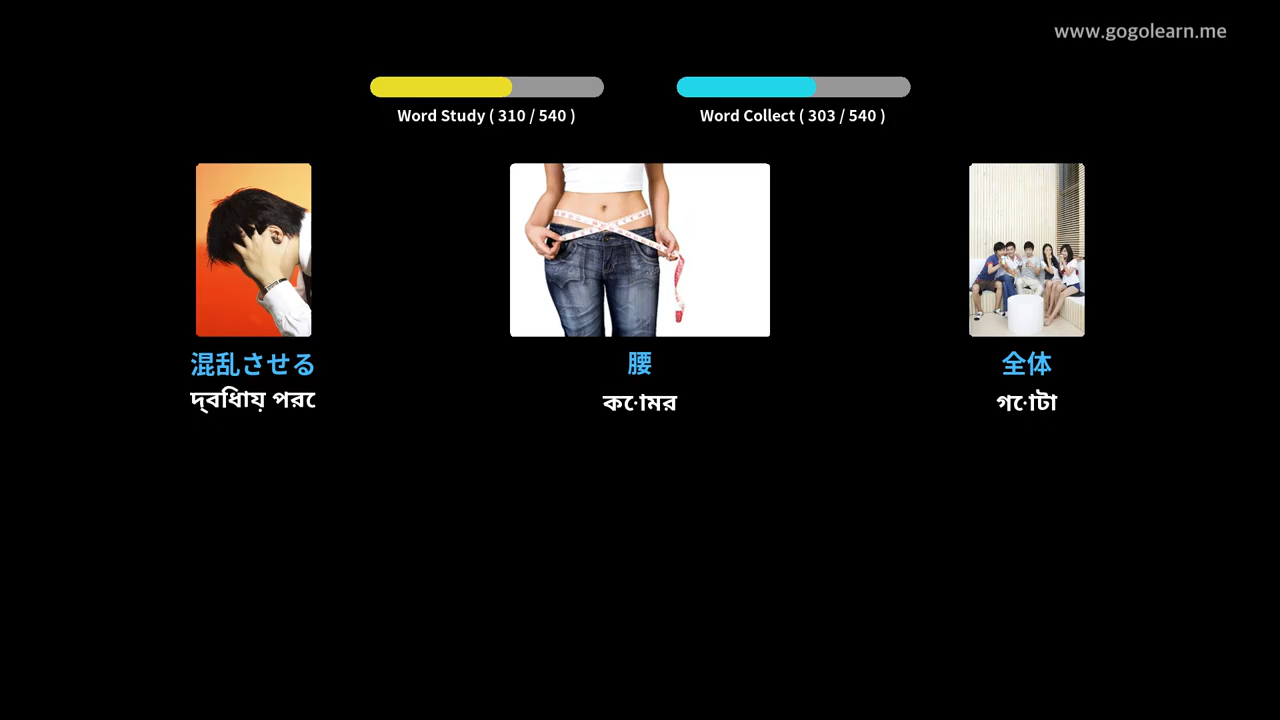 www.gogolearn.me
Word Study ( 310 / 540 )
Word Collect ( 303 / 540 )
混乱させる
腰
全体
দ্বিধায় পরে
কোমর
গোটা